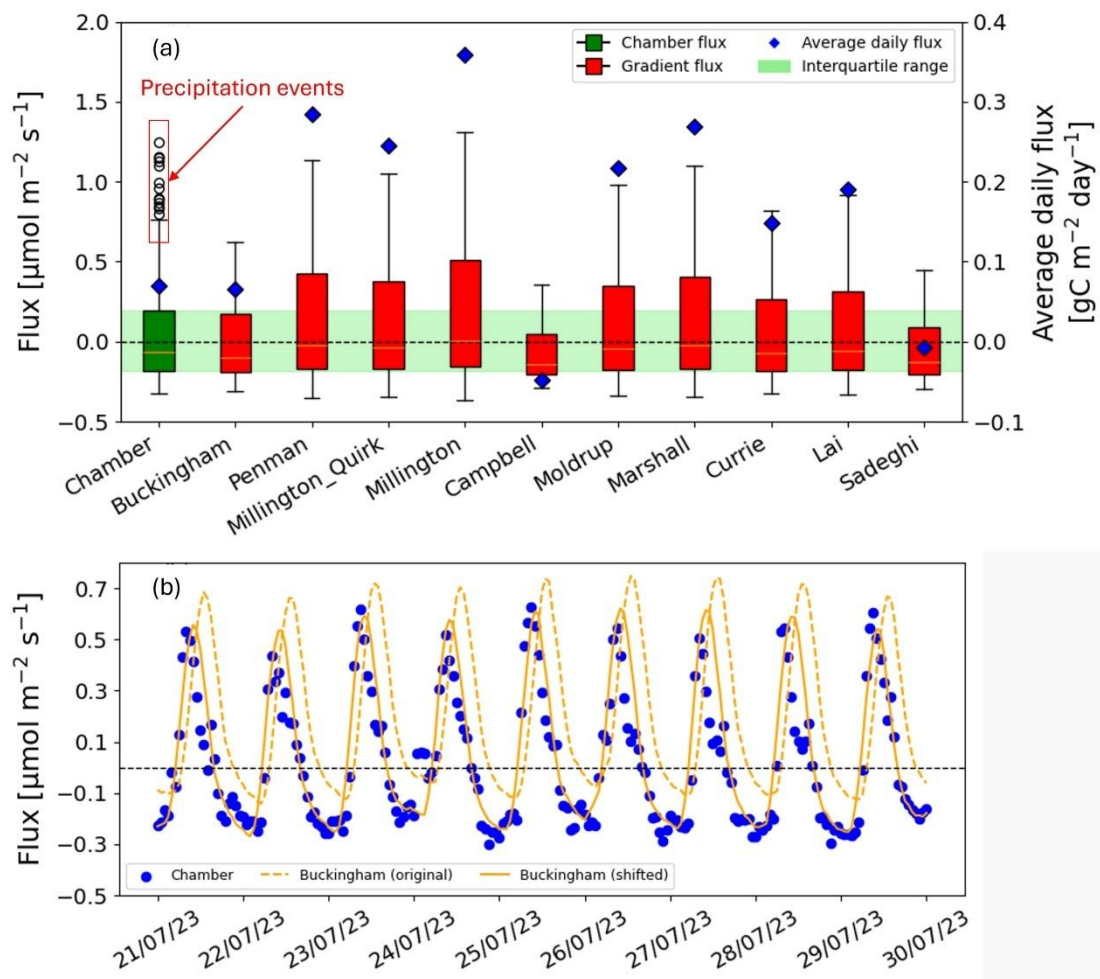 (a)
Precipitation events
Chamber flux
Gradient flux
Average daily flux
Interquartile range
2.0
1.5
1.0
0.5
0.0
−0.5
Flux [μmol m⁻² s⁻¹]
0.4
0.3
0.2
0.1
−0.0
−0.1
Average daily flux
[gC m⁻² day⁻¹]
Chamber
Buckingham
Penman
Millington_Quirk
Millington
Campbell
Moldrup
Marshall
Currie
Lai
Sadeghi
(b)
0.7
0.5
0.3
0.1
−0.1
−0.3
−0.5
Flux [μmol m⁻² s⁻¹]
Chamber
Buckingham (original)
Buckingham (shifted)
21/07/23
22/07/23
23/07/23
24/07/23
25/07/23
26/07/23
27/07/23
28/07/23
29/07/23
30/07/23